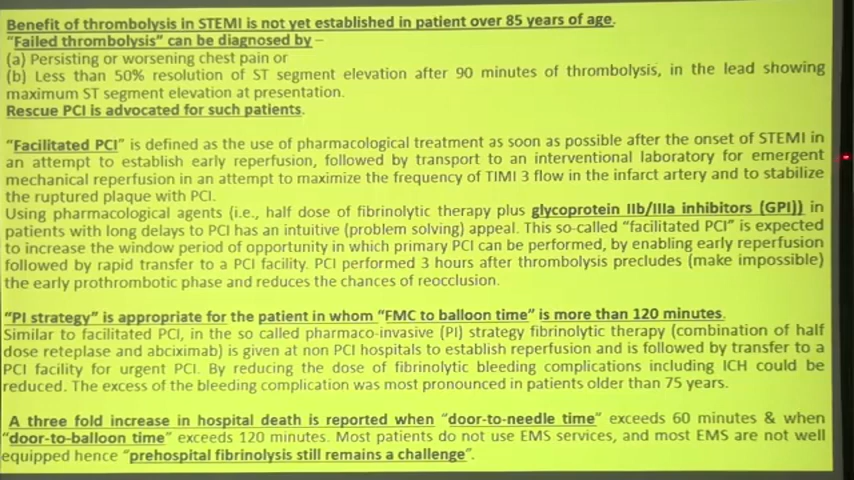 Benefit of thrombolysis in STEMI is not yet established in patient over 85 years of age.
“Failed thrombolysis” can be diagnosed by –
(a) Persisting or worsening chest pain or
(b) Less than 50% resolution of ST segment elevation after 90 minutes of thrombolysis, in the lead showing
maximum ST segment elevation at presentation.
Rescue PCI is advocated for such patients.
“Facilitated PCI” is defined as the use of pharmacological treatment as soon as possible after the onset of STEMI in
an attempt to establish early reperfusion, followed by transport to an interventional laboratory for emergent
mechanical reperfusion in an attempt to maximize the frequency of TIMI 3 flow in the infarct artery and to stabilize
the ruptured plaque with PCI.
Using pharmacological agents (i.e., half dose of fibrinolytic therapy plus glycoprotein IIb/IIIa inhibitors (GPI)) in
patients with long delays to PCI has an intuitive (problem solving) appeal. This so-called “facilitated PCI” is expected
to increase the window period of opportunity in which primary PCI can be performed, by enabling early reperfusion
followed by rapid transfer to a PCI facility. PCI performed 3 hours after thrombolysis precludes (make impossible)
the early prothrombotic phase and reduces the chances of reocclusion.
“PI strategy” is appropriate for the patient in whom “FMC to balloon time” is more than 120 minutes.
Similar to facilitated PCI, in the so called pharmaco-invasive (PI) strategy fibrinolytic therapy (combination of half
dose reteplase and abciximab) is given at non PCI hospitals to establish reperfusion and is followed by transfer to a
PCI facility for urgent PCI. By reducing the dose of fibrinolytic bleeding complications including ICH could be
reduced. The excess of the bleeding complication was most pronounced in patients older than 75 years.
A three fold increase in hospital death is reported when “door-to-needle time” exceeds 60 minutes & when
“door-to-balloon time” exceeds 120 minutes. Most patients do not use EMS services, and most EMS are not well
equipped hence “prehospital fibrinolysis still remains a challenge”.